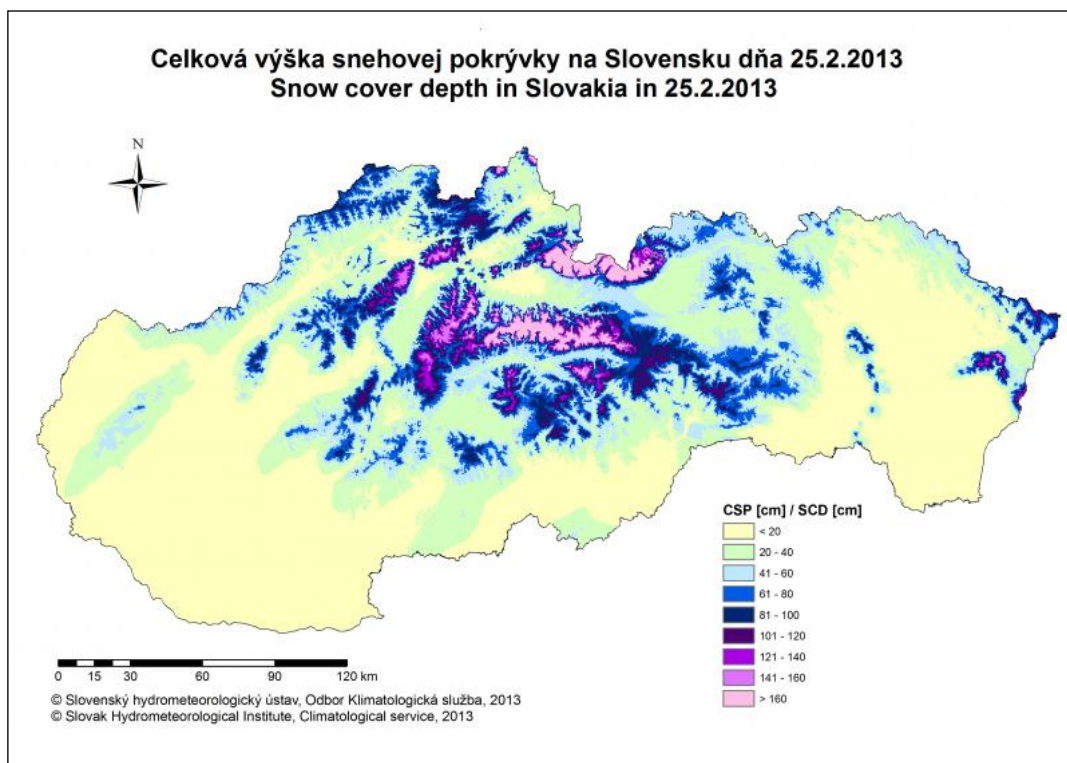 Celková výška snehovej pokrývky na Slovensku dňa 25.2.2013
Snow cover depth in Slovakia in 25.2.2013
N
CSP [cm] / SCD [cm]
< 20
20 - 40
41 - 60
61 - 80
81 - 100
101 - 120
121 - 140
141 - 160
> 160
0 15 30 60 90 120 km
© Slovenský hydrometeorologický ústav, Odbor Klimatologická služba, 2013
© Slovak Hydrometeorological Institute, Climatological service, 2013